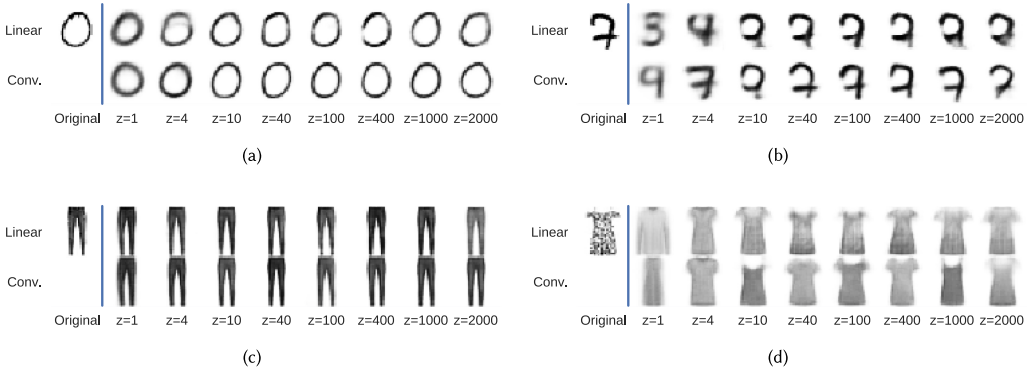 Linear
Conv.
Original z=1 z=4 z=10 z=40 z=100 z=400 z=1000 z=2000
(a)
Linear
Conv.
Original z=1 z=4 z=10 z=40 z=100 z=400 z=1000 z=2000
(b)
Linear
Conv.
Original z=1 z=4 z=10 z=40 z=100 z=400 z=1000 z=2000
(c)
Linear
Conv.
Original z=1 z=4 z=10 z=40 z=100 z=400 z=1000 z=2000
(d)